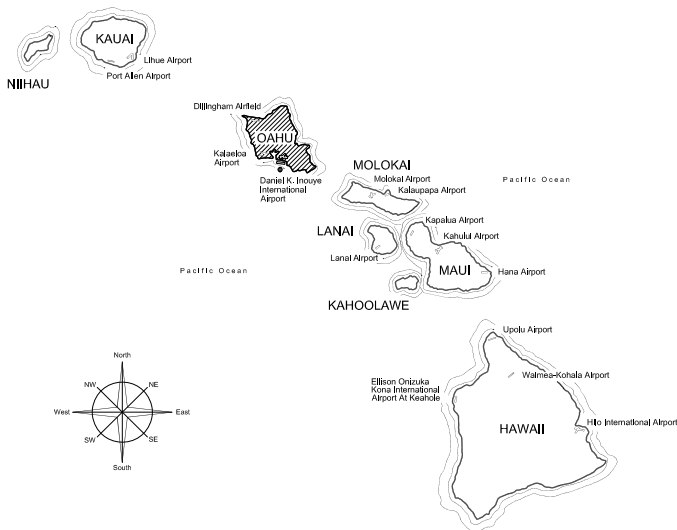 KAUAI
Lihue Airport
Port Allen Airport
NIIHAU
Dillingham Airfield
OAHU
Kalaeloa
Airport
Daniel K. Inouye
International
Airport
MOLOKAI
Molokai Airport
Kalaupapa Airport
Pacific Ocean
Kapalua Airport
LANAI
Kahului Airport
Lanai Airport
MAUI
Hana Airport
Pacific Ocean
KAHOOLAWE
Upolu Airport
North
NW
NE
West
East
SW
SE
South
Ellison Onizuka
Kona International
Airport At Keahole
Waimea-Kohala Airport
HAWAII
Hilo International Airport